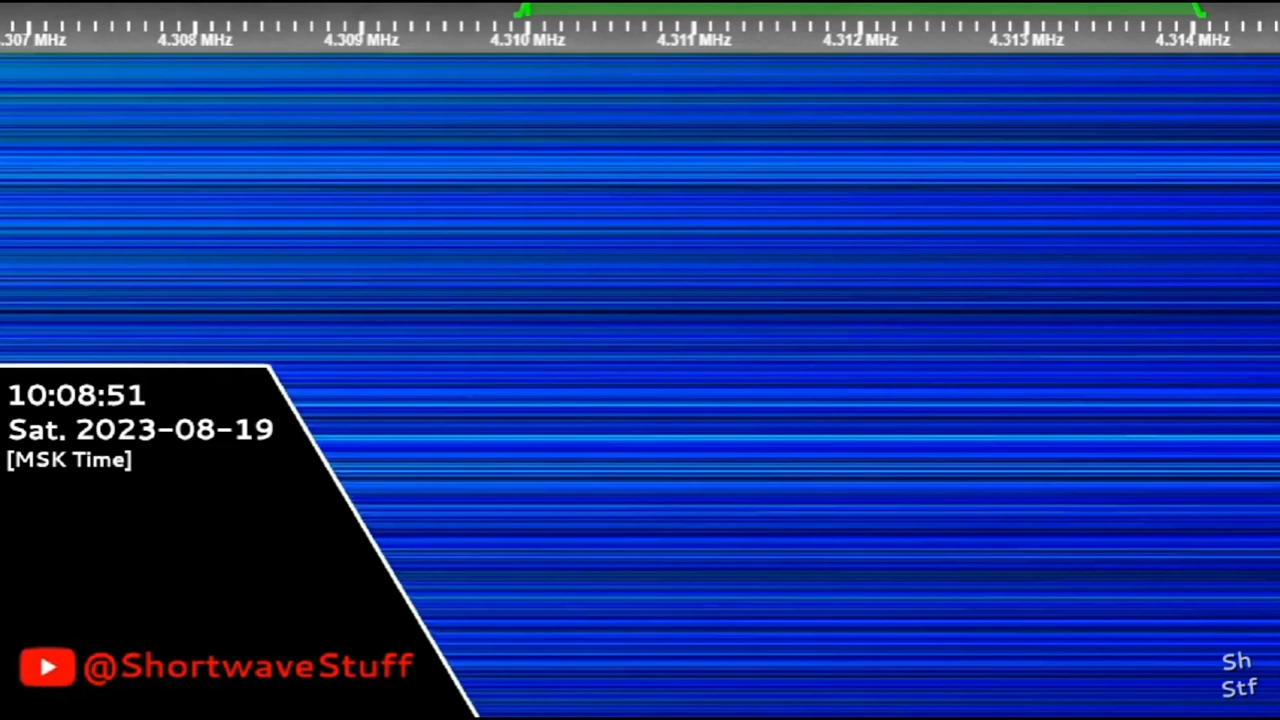 .307 MHz 4.308 MHz 4.309 MHz 4.310 MHz 4.311 MHz 4.312 MHz 4.313 MHz 4.314 MHz
10:08:51
Sat. 2023-08-19
[MSK Time]
@ShortwaveStuff
Sh
Stf